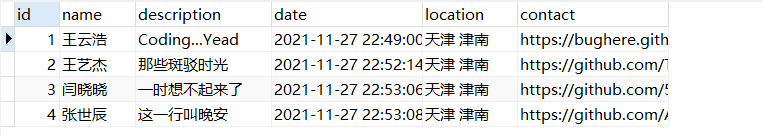 id name description date location contact
1 王云浩 Coding...Yead 2021-11-27 22:49:00 天津 津南 https://bughere.gith
2 王艺杰 那些斑驳时光 2021-11-27 22:52:14 天津 津南 https://github.com/
3 闫晓晓 一时想不起来了 2021-11-27 22:53:06 天津 津南 https://github.com/5
4 张世辰 这一行叫晚安 2021-11-27 22:53:08 天津 津南 https://github.com/A